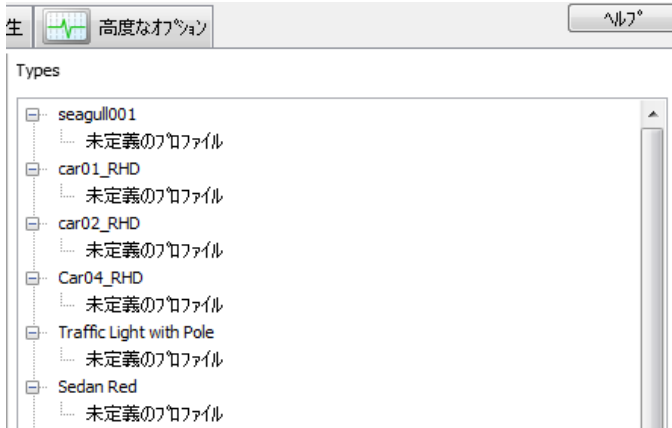 生 高度なｵﾌﾟｼｮﾝ ﾍﾙﾌﾟ
Types
seagull001
未定義のﾌﾟﾛﾌｧｲﾙ
car01_RHD
未定義のﾌﾟﾛﾌｧｲﾙ
car02_RHD
未定義のﾌﾟﾛﾌｧｲﾙ
Car04_RHD
未定義のﾌﾟﾛﾌｧｲﾙ
Traffic Light with Pole
未定義のﾌﾟﾛﾌｧｲﾙ
Sedan Red
未定義のﾌﾟﾛﾌｧｲﾙ